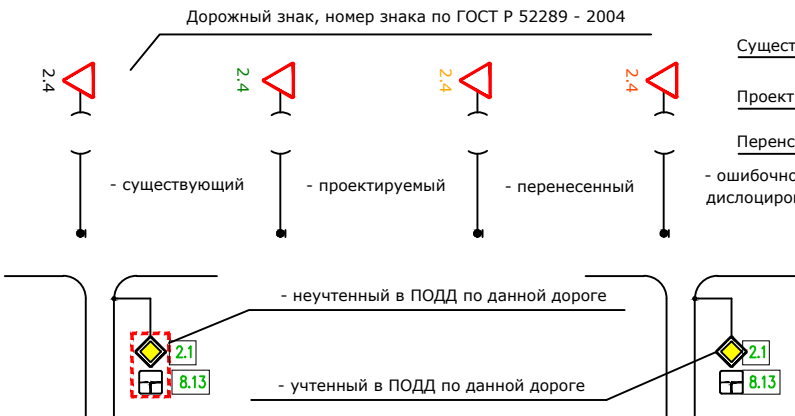 Дорожный знак, номер знака по ГОСТ Р 52289 - 2004
2.4
2.4
2.4
2.4
Сущест
Проект
Перенс
- существующий
- проектируемый
- перенесенный
- ошибочно
дислоциров
- неучтенный в ПОДД по данной дороге
2.1
8.13
2.1
8.13
- учтенный в ПОДД по данной дороге